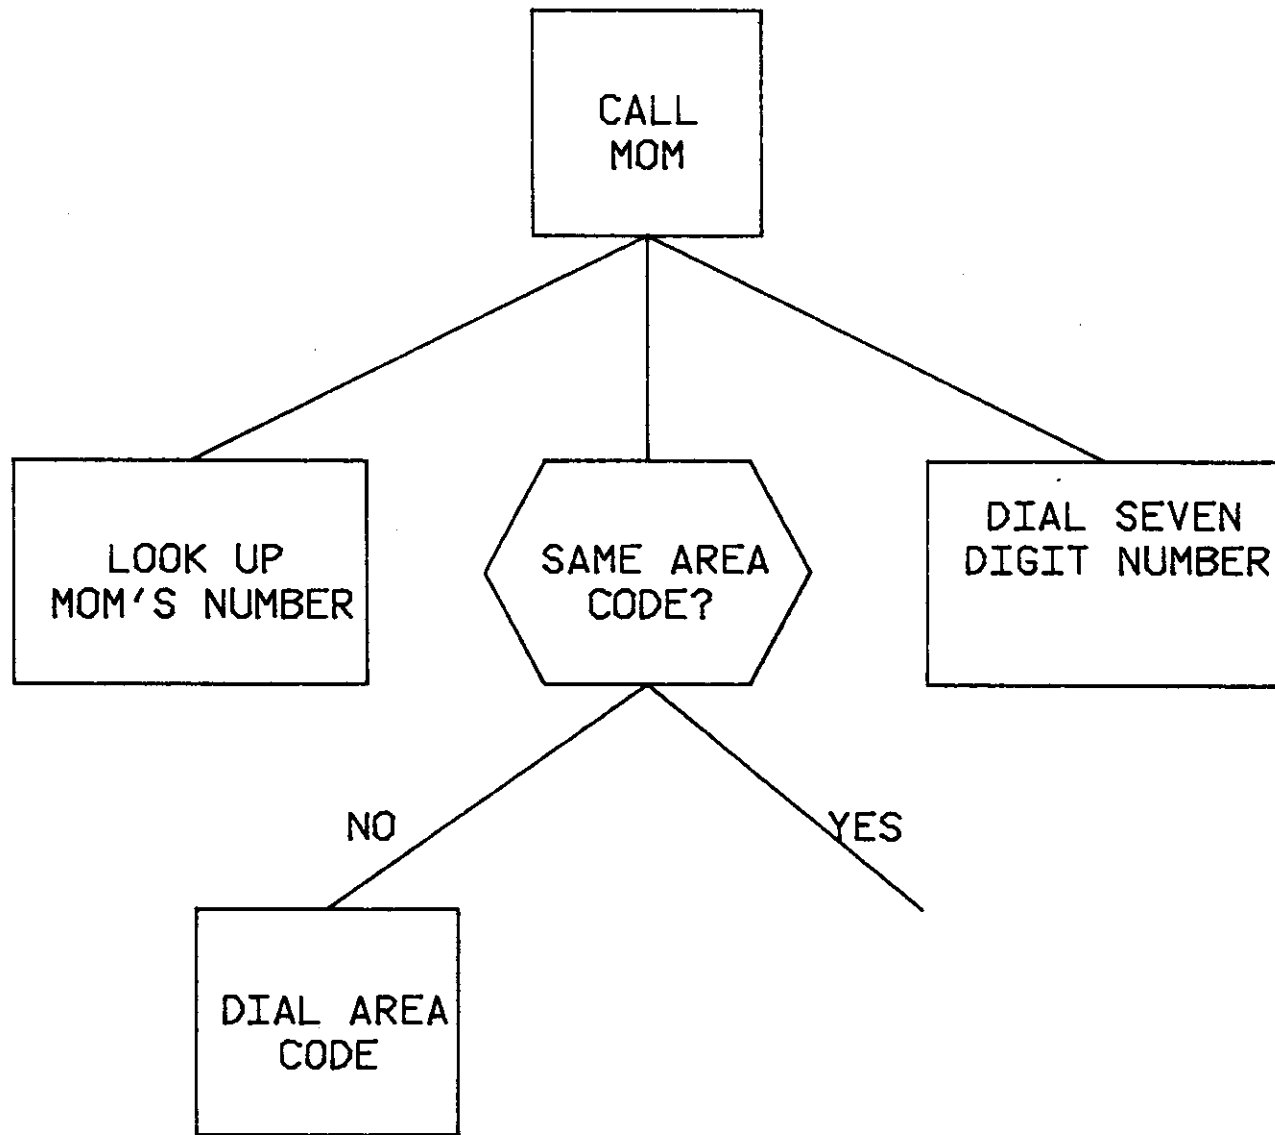 CALL
MOM
LOOK UP
MOM'S NUMBER
SAME AREA
CODE?
DIAL SEVEN
DIGIT NUMBER
NO
YES
DIAL AREA
CODE